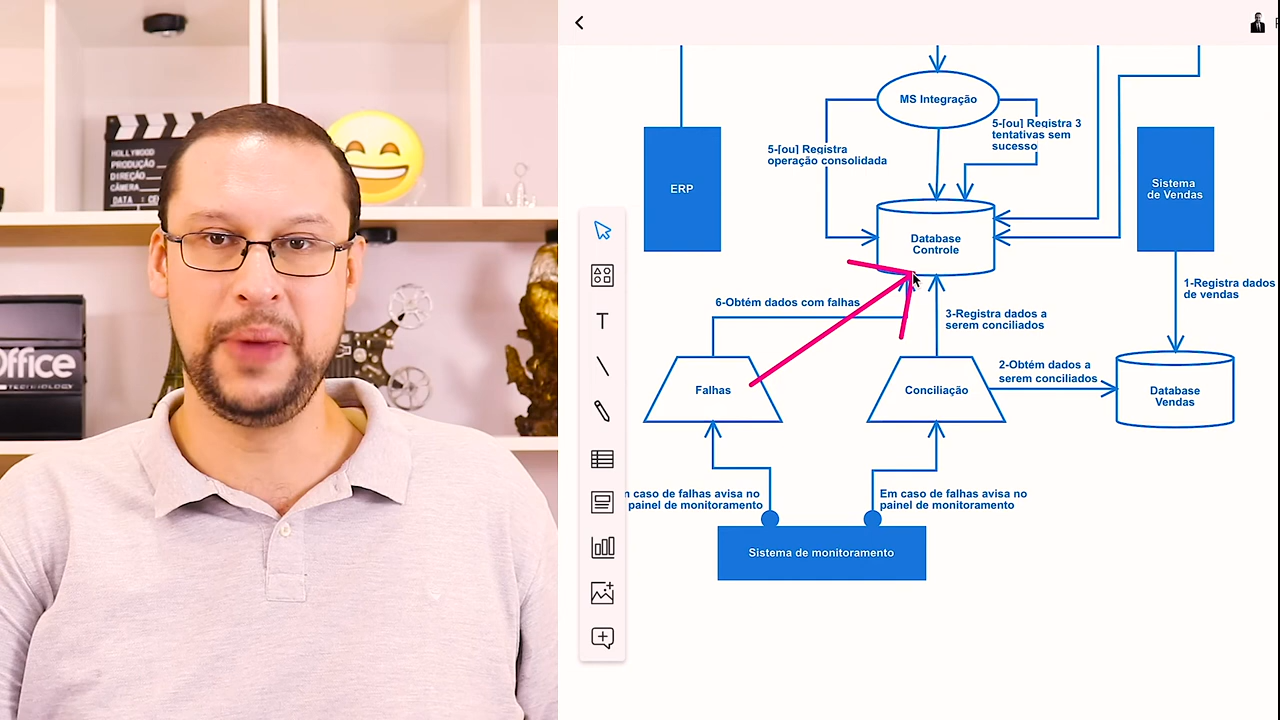 HOLLYWOOD
PRODUÇÃO
DIREÇÃO
CÂMERA
DATA
Office
MS Integração
5-[ou] Registra 3
tentativas sem
sucesso
5-[ou] Registra
operação consolidada
ERP
Sistema
de Vendas
Database
Controle
1-Registra dados
de vendas
6-Obtém dados com falhas
3-Registra dados a
serem conciliados
2-Obtém dados a
serem conciliados
Falhas
Conciliação
Database
Vendas
n caso de falhas avisa no
painel de monitoramento
Em caso de falhas avisa no
painel de monitoramento
Sistema de monitoramento
T